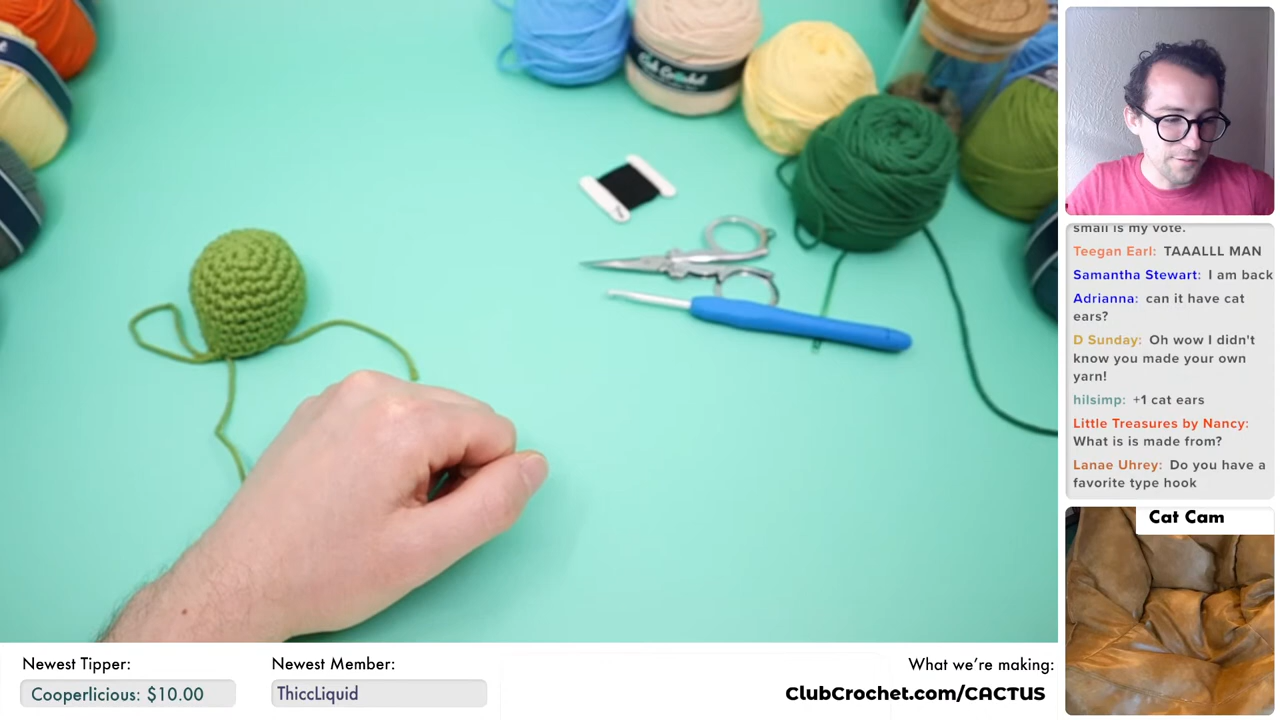 Club Crochet
small is my vote.
Teegan Earl: TAAALLL MAN
Samantha Stewart: I am back
Adrianna: can it have cat
ears?
D Sunday: Oh wow I didn't
know you made your own
yarn!
hilsimp: +1 cat ears
Little Treasures by Nancy:
What is is made from?
Lanae Uhrey: Do you have a
favorite type hook
Cat Cam
Newest Tipper:
Cooperlicious: $10.00
Newest Member:
ThiccLiquid
What we're making:
ClubCrochet.com/CACTUS